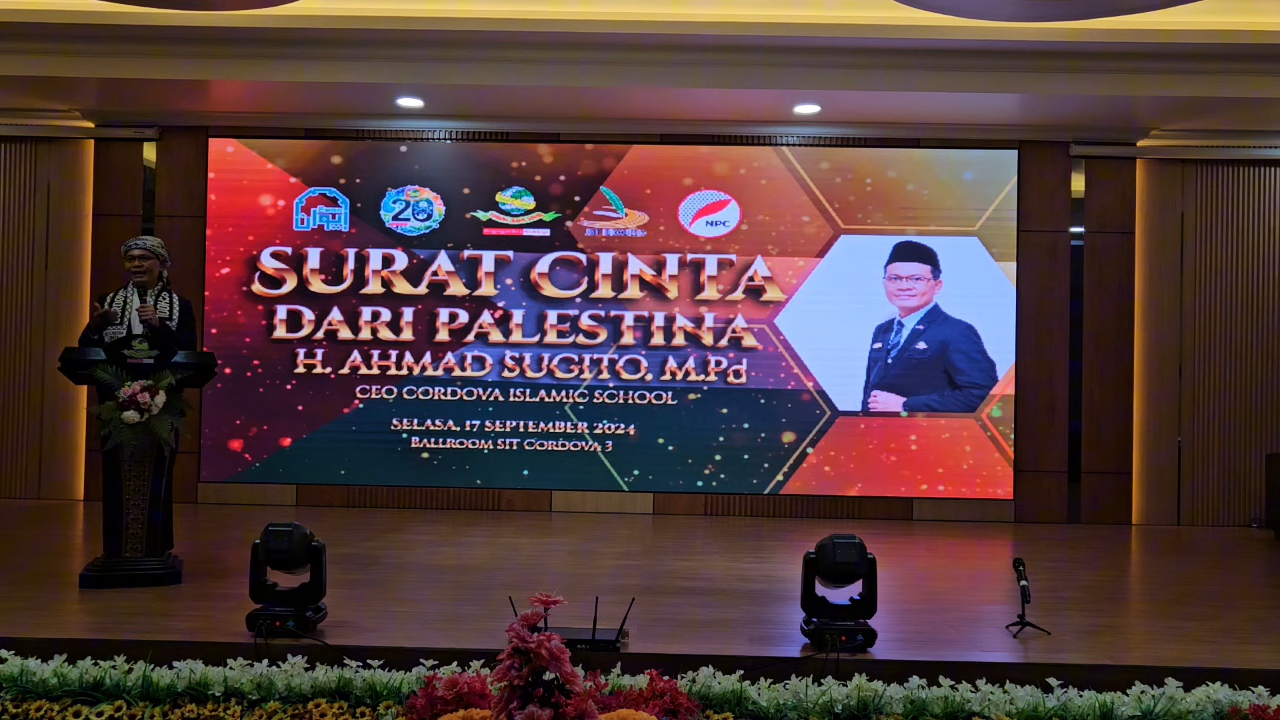 20
NPC
SURAT CINTA
DARI PALESTINA
H. AHMAD SUGITO, M.Pd
CEO CORDOVA ISLAMIC SCHOOL
SELASA, 17 SEPTEMBER 2024
BALLROOM SIT CORDOVA 3